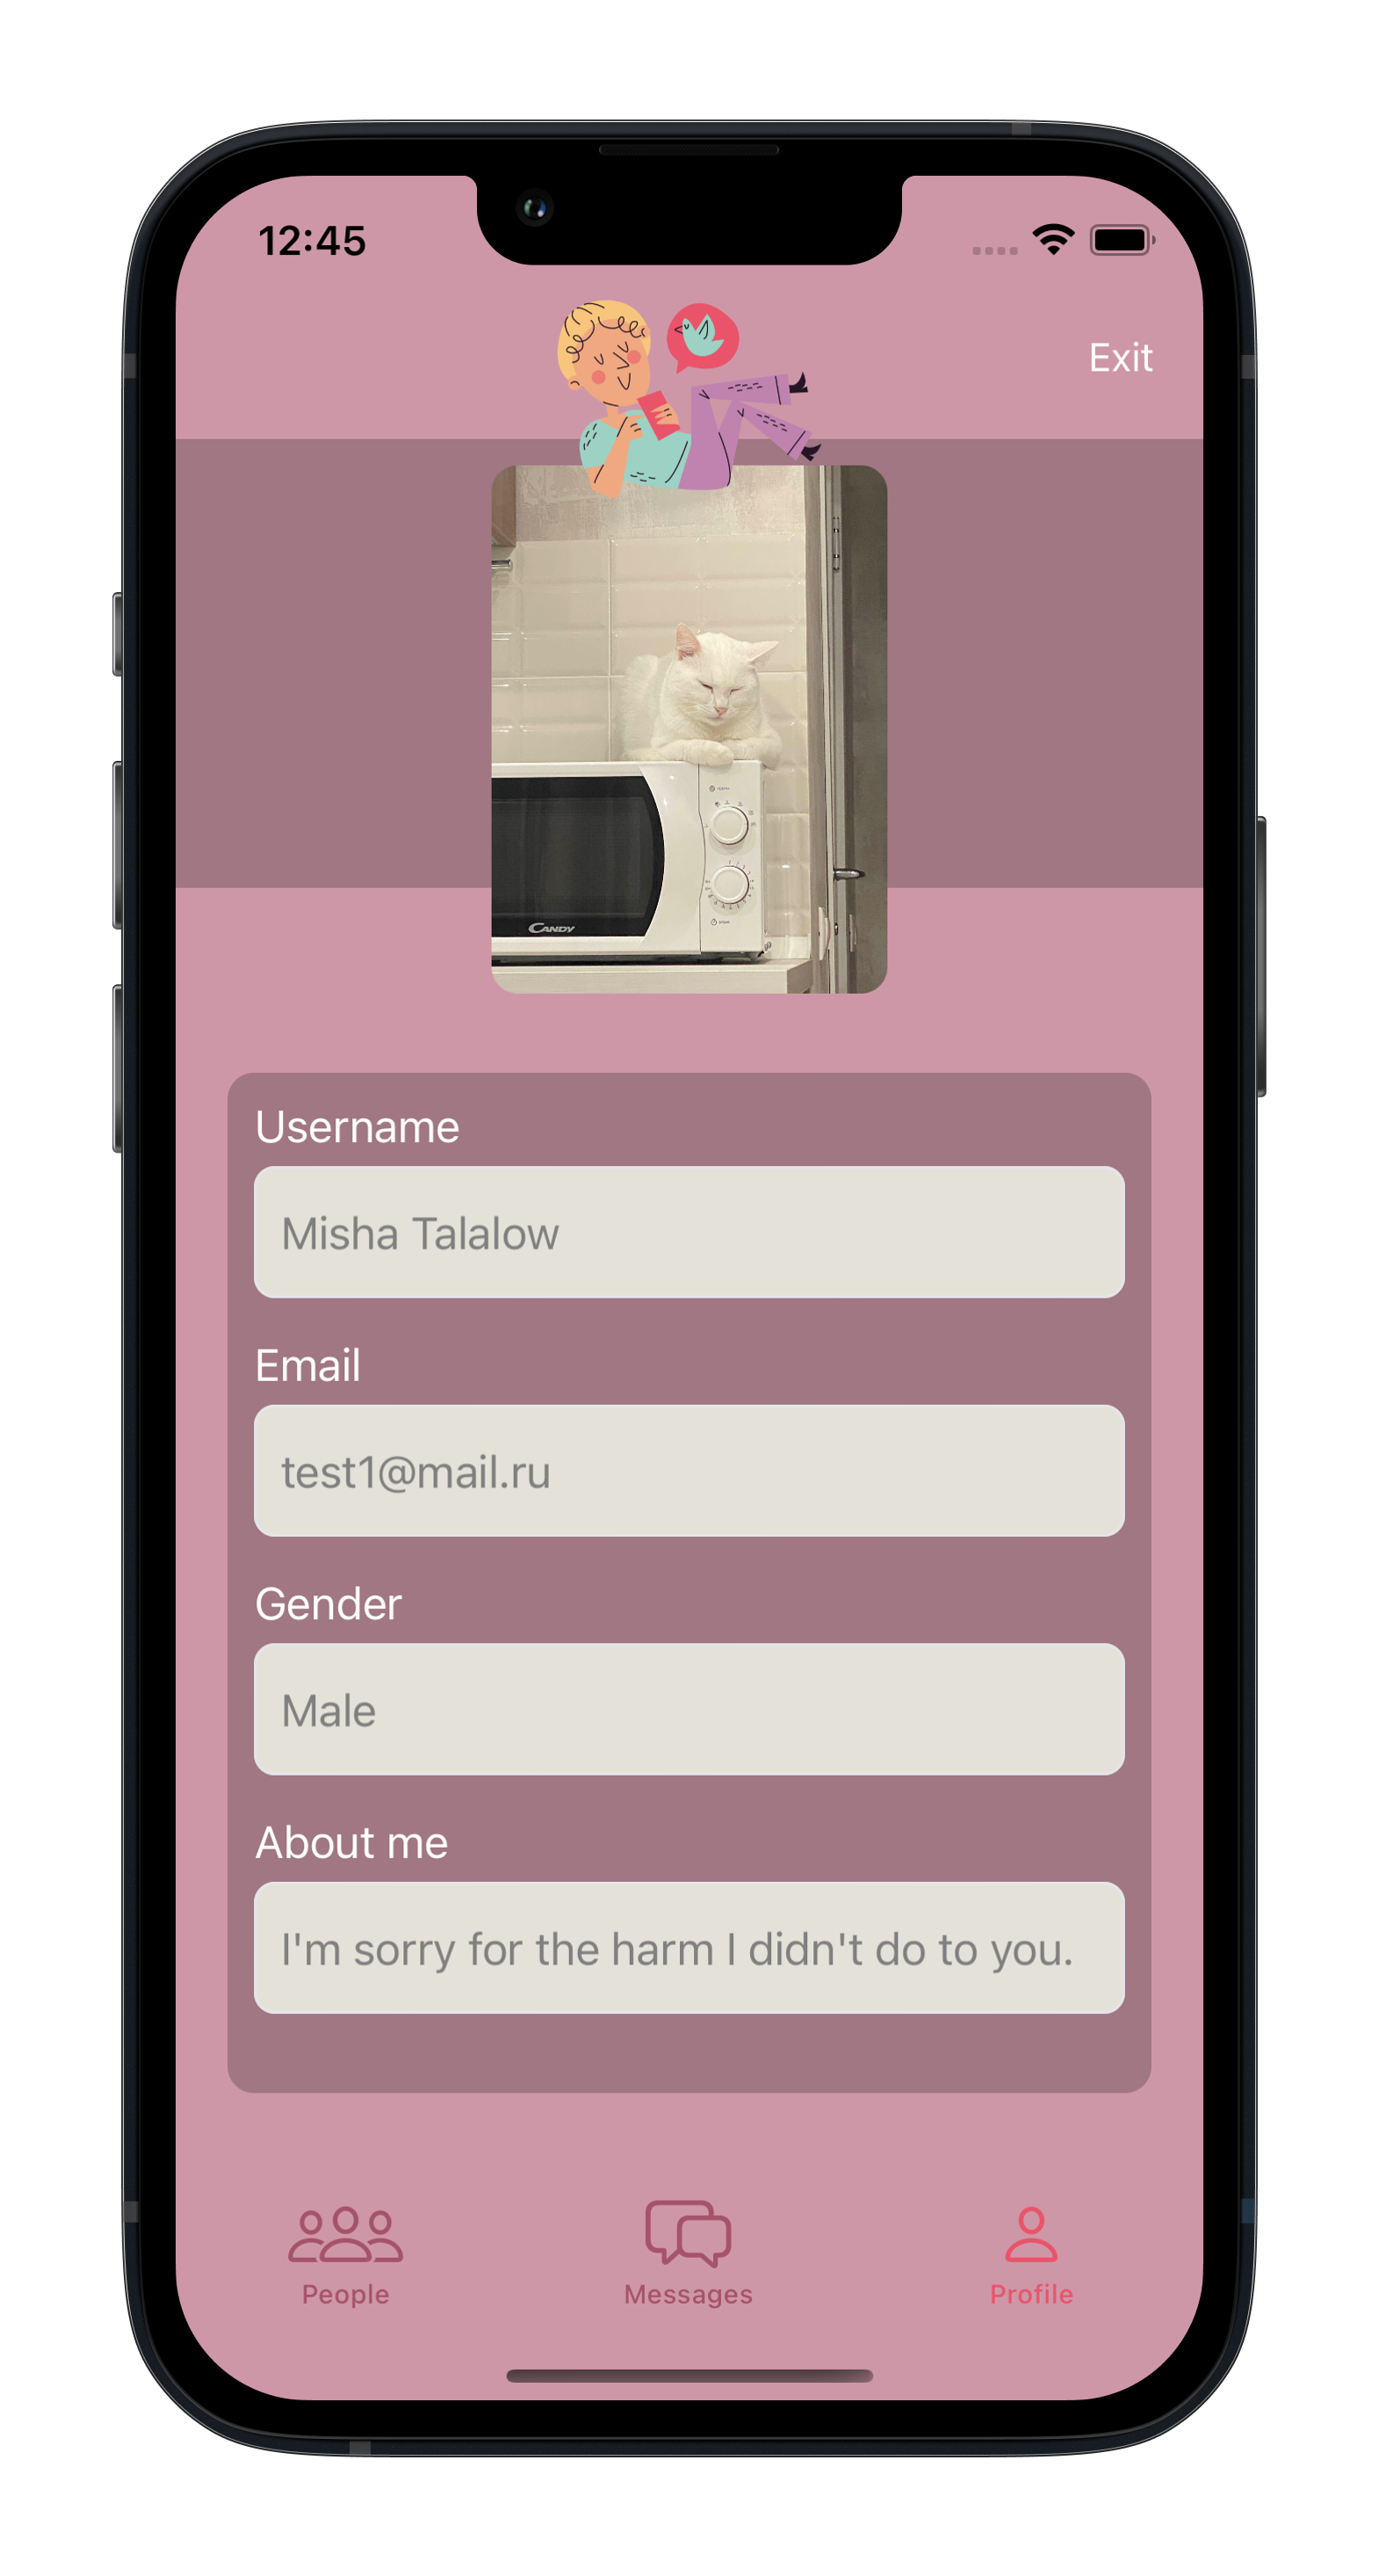 12:45
Exit
CANDY
Username
Misha Talalow
Email
test1@mail.ru
Gender
Male
About me
I'm sorry for the harm I didn't do to you.
People
Messages
Profile